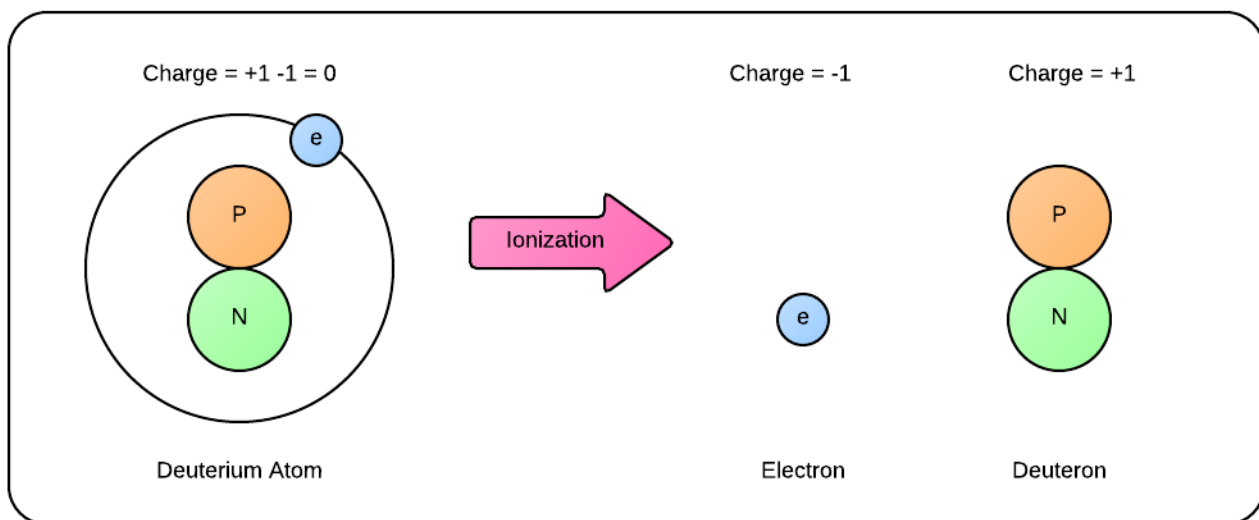 Charge = +1 -1 = 0
Charge = -1
Charge = +1
e
P
N
Ionization
e
P
N
Deuterium Atom
Electron
Deuteron